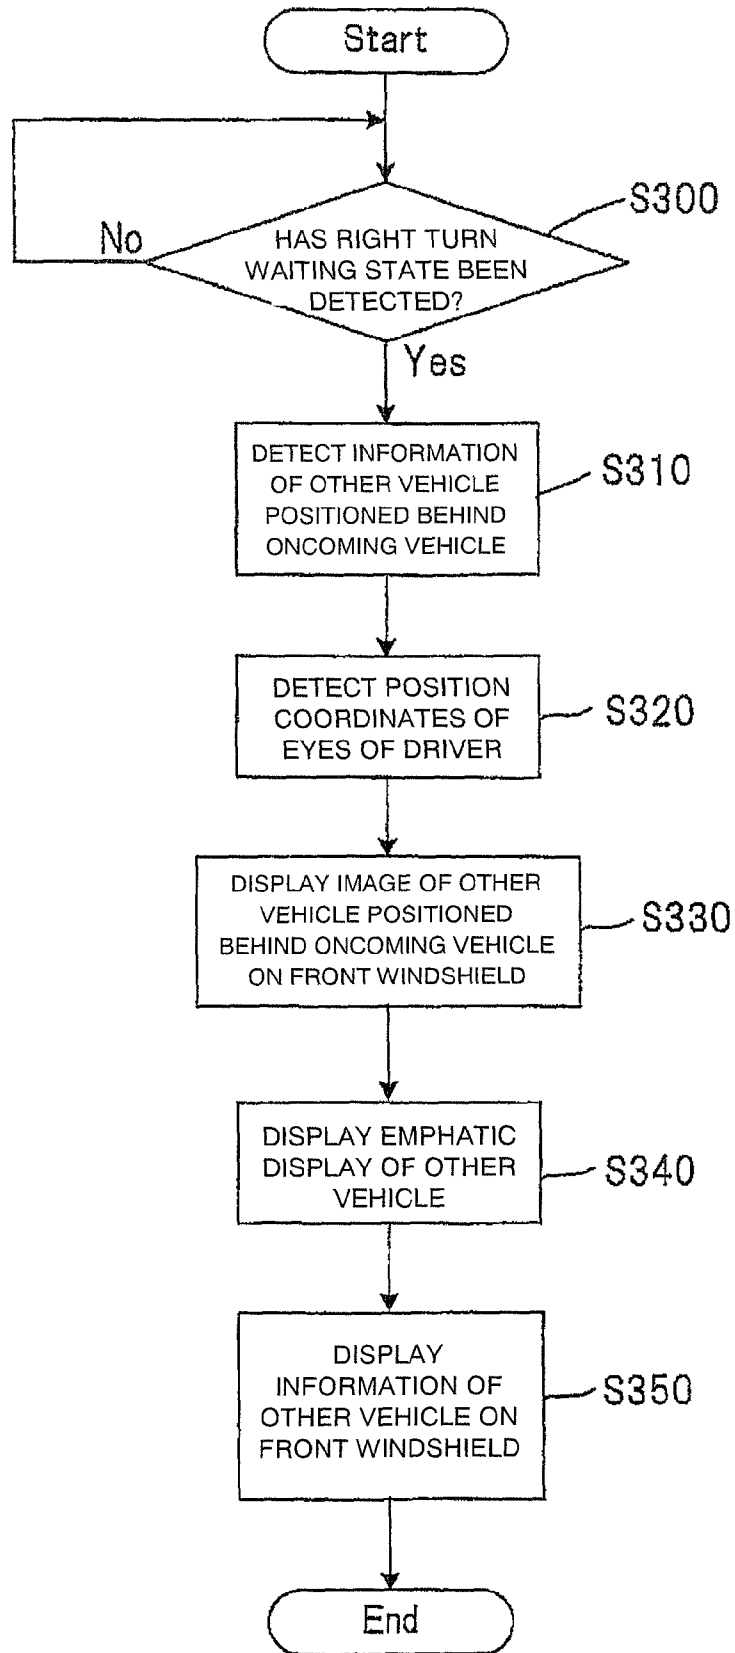 Start
S300
No
HAS RIGHT TURN
WAITING STATE BEEN
DETECTED?
Yes
DETECT INFORMATION
OF OTHER VEHICLE
POSITIONED BEHIND
ONCOMING VEHICLE
S310
DETECT POSITION
COORDINATES OF
EYES OF DRIVER
S320
DISPLAY IMAGE OF OTHER
VEHICLE POSITIONED
BEHIND ONCOMING VEHICLE
ON FRONT WINDSHIELD
S330
DISPLAY EMPHATIC
DISPLAY OF OTHER
VEHICLE
S340
DISPLAY
INFORMATION OF
OTHER VEHICLE ON
FRONT WINDSHIELD
S350
End